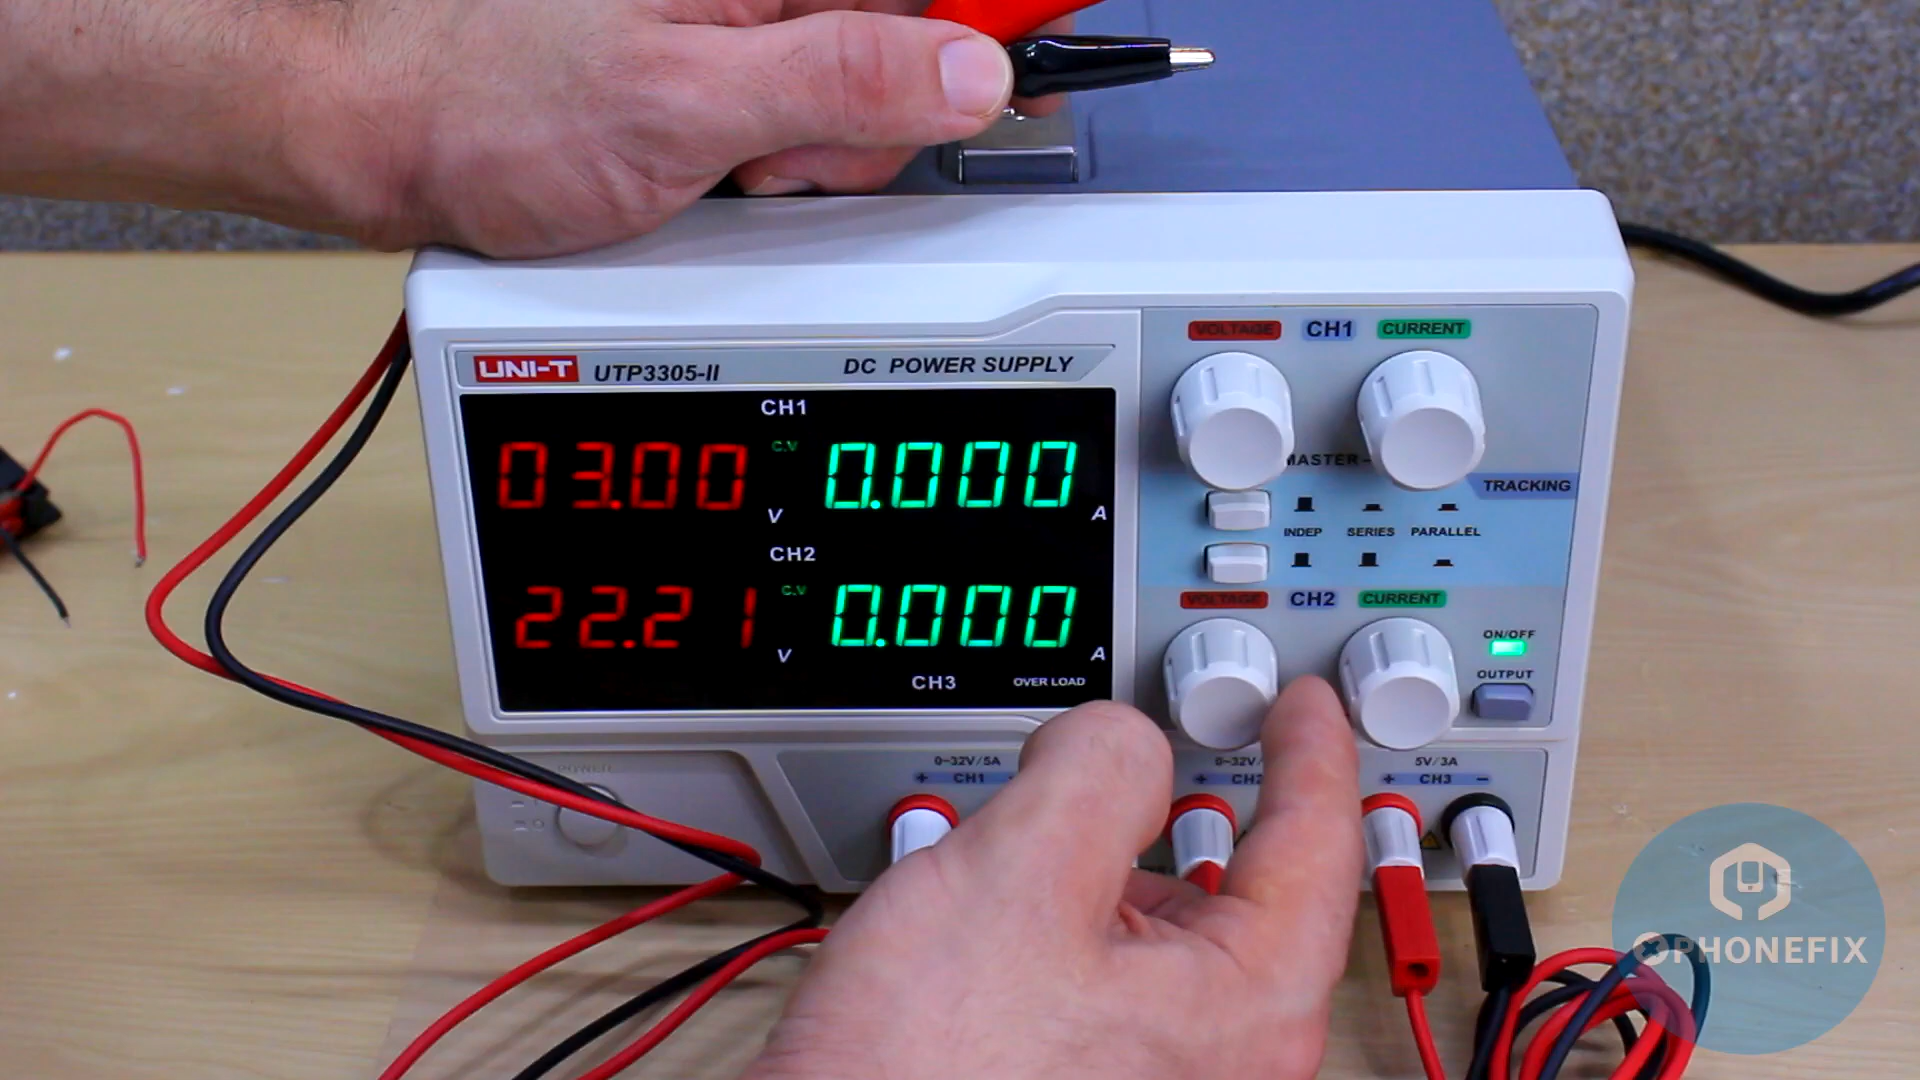 VOLTAGE CH1 CURRENT
UNI-T UTP3305-II DC POWER SUPPLY
CH1
03.00 V C.V 0.000 A
CH2
22.21 V C.V 0.000 A
CH3 OVER LOAD
MASTER
TRACKING
INDEP SERIES PARALLEL
VOLTAGE CH2 CURRENT
ON/OFF
OUTPUT
POWER
0~32V/5A
+ CH1
0~32V/
+ CH2
5V/3A
+ CH3 −
PHONEFIX